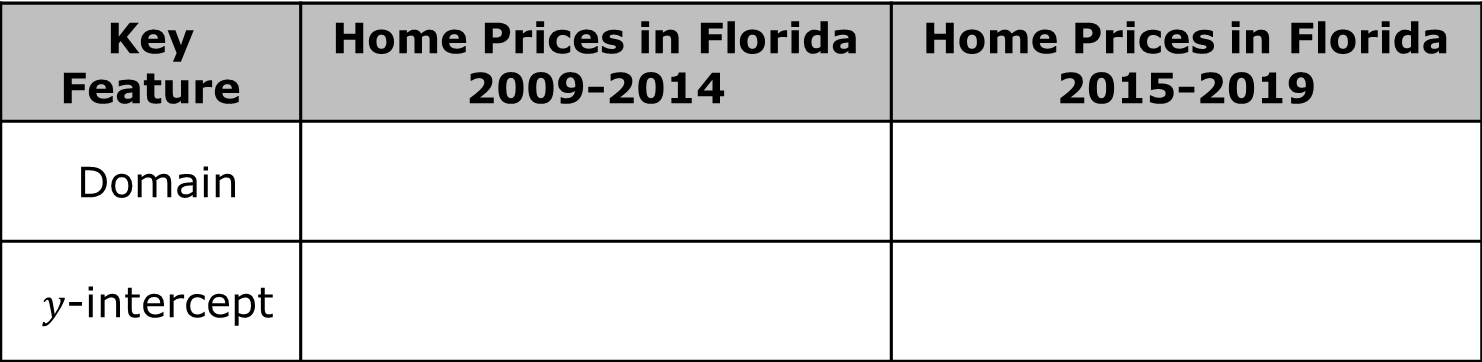 Key Feature
Home Prices in Florida 2009-2014
Home Prices in Florida 2015-2019
Domain
y-intercept